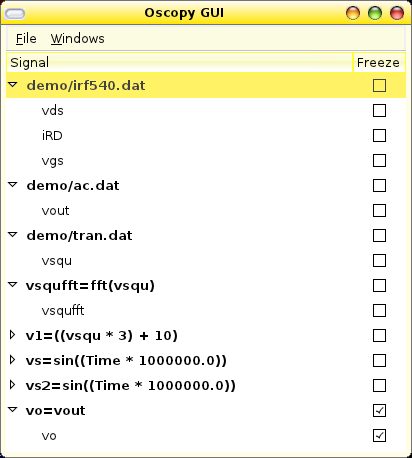 Oscopy GUI
File Windows
Signal Freeze
demo/irf540.dat
vds
iRD
vgs
demo/ac.dat
vout
demo/tran.dat
vsqu
vsqufft=fft(vsqu)
vsqufft
v1=((vsqu * 3) + 10)
vs=sin((Time * 1000000.0))
vs2=sin((Time * 1000000.0))
vo=vout
vo